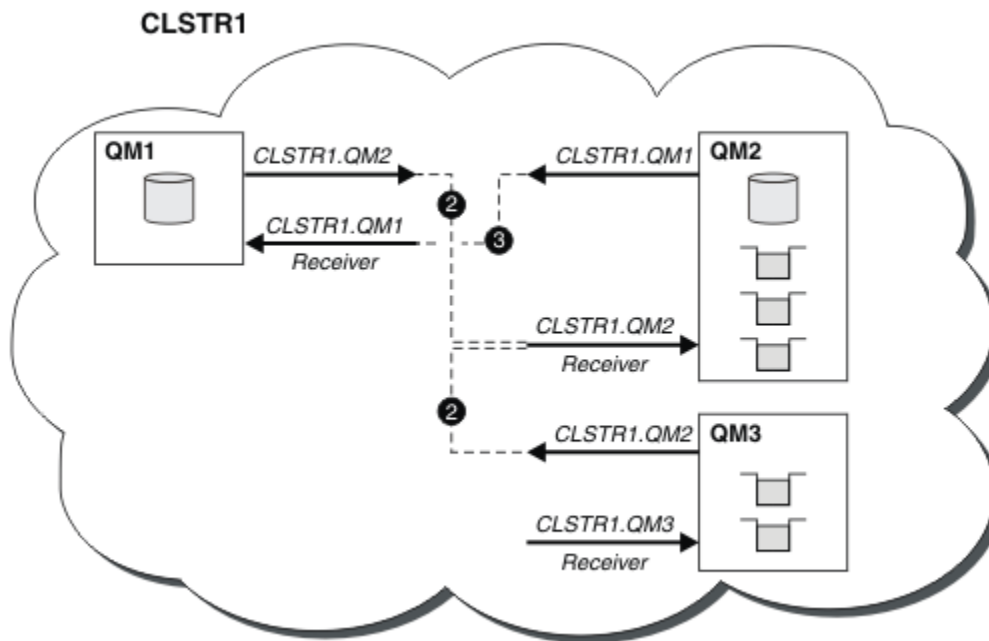 CLSTR1
QM1
CLSTR1.QM2
CLSTR1.QM1
QM2
2
CLSTR1.QM1
3
Receiver
CLSTR1.QM2
Receiver
2
CLSTR1.QM2
QM3
CLSTR1.QM3
Receiver